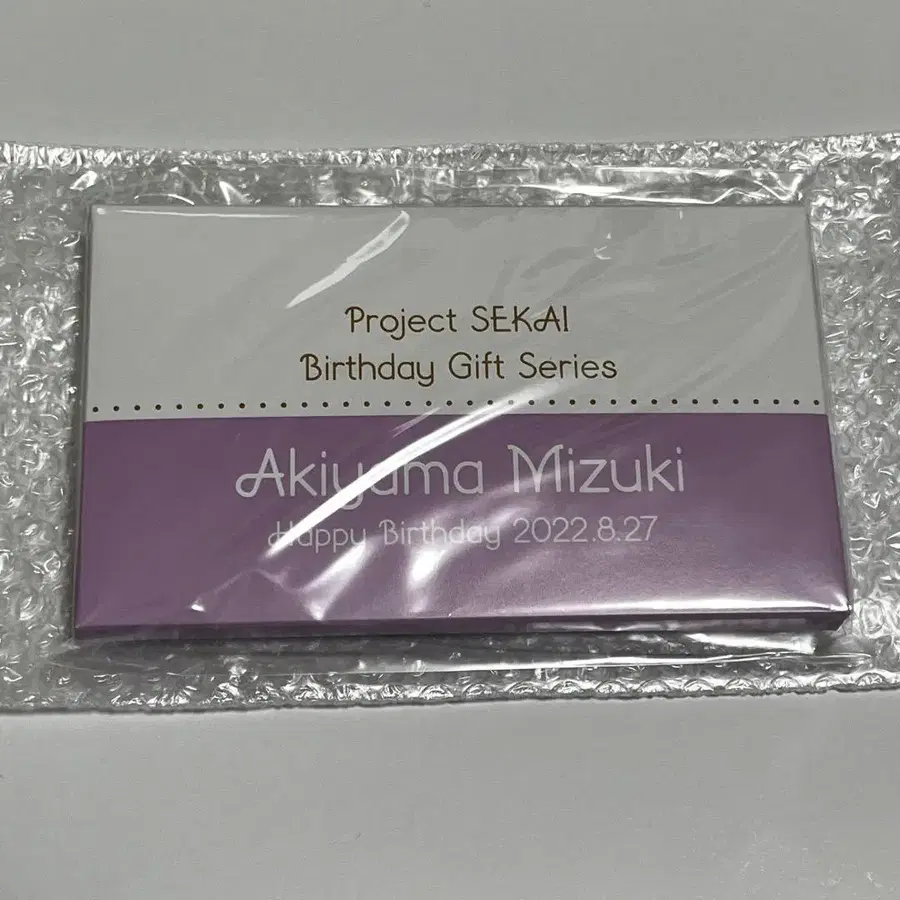 Project SEKAI
Birthday Gift Series
Akiyama Mizuki
Happy Birthday 2022.8.27